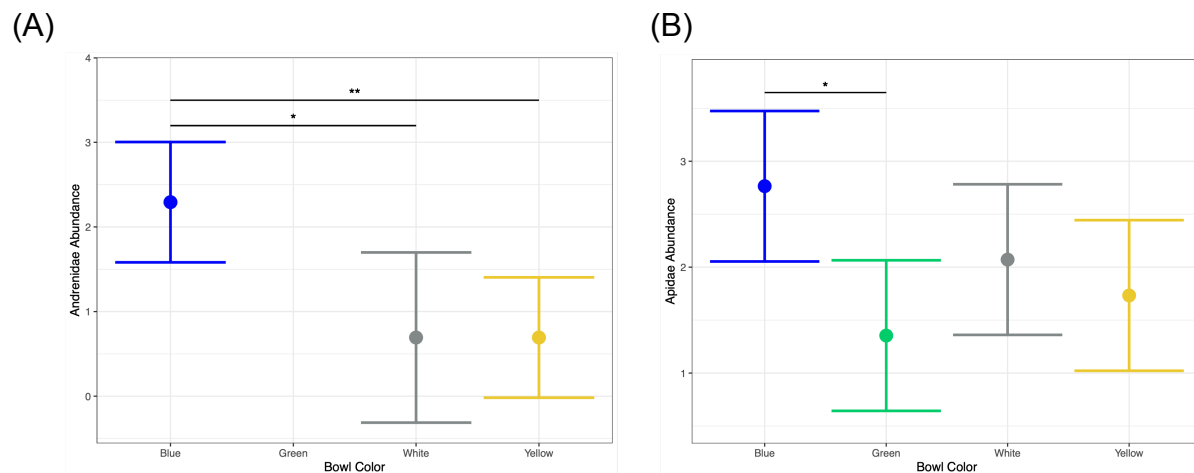 (A)
4
3
2
1
0
Andrenidae Abundance
**
*
Blue Green White Yellow
Bowl Color
(B)
3
2
1
Apidae Abundance
*
Blue Green White Yellow
Bowl Color